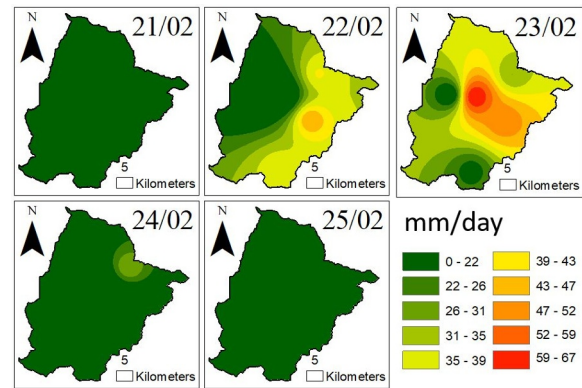 N
21/02
5
Kilometers
N
22/02
5
Kilometers
N
23/02
5
Kilometers
N
24/02
5
Kilometers
N
25/02
5
Kilometers
mm/day
0 - 22
22 - 26
26 - 31
31 - 35
35 - 39
39 - 43
43 - 47
47 - 52
52 - 59
59 - 67